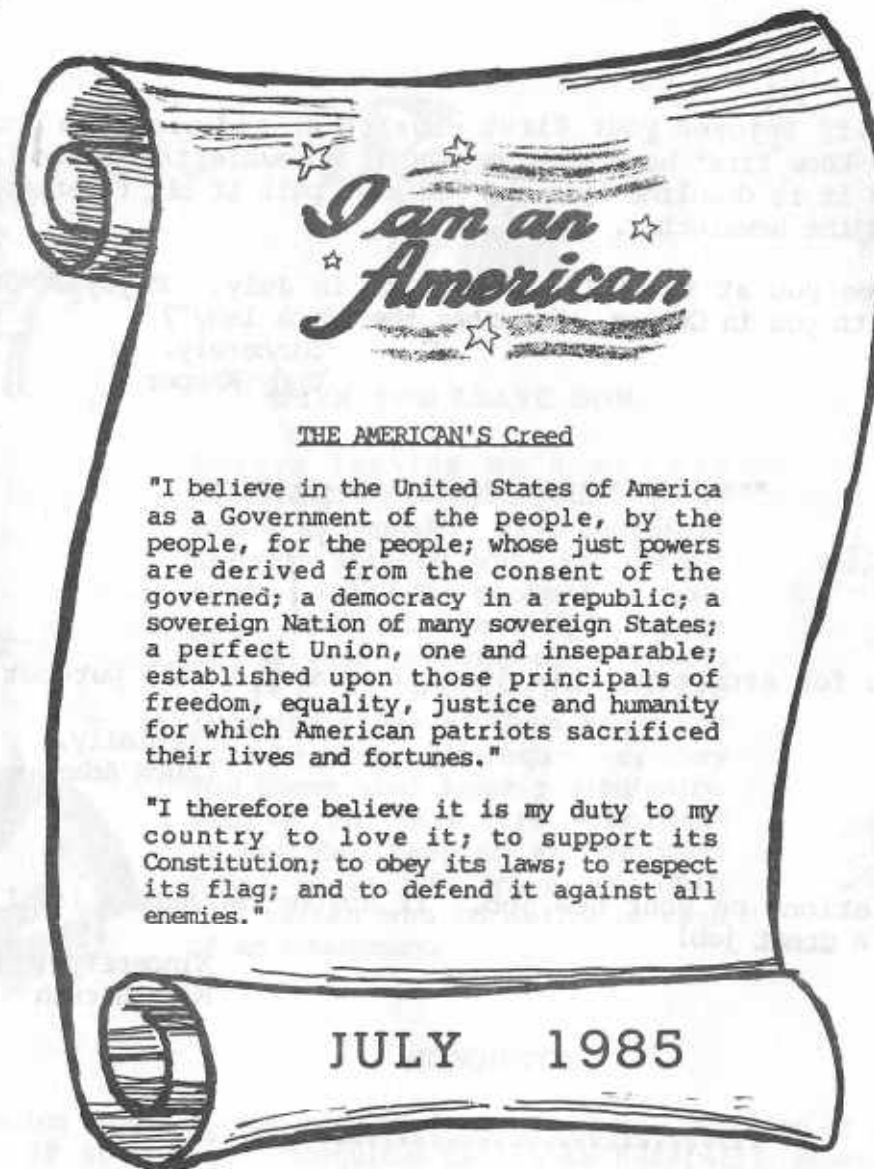 I am an
American
THE AMERICAN'S Creed
"I believe in the United States of America
as a Government of the people, by the
people, for the people; whose just powers
are derived from the consent of the
governed; a democracy in a republic; a
sovereign Nation of many sovereign States;
a perfect Union, one and inseparable;
established upon those principals of
freedom, equality, justice and humanity
for which American patriots sacrificed
their lives and fortunes."
"I therefore believe it is my duty to my
country to love it; to support its
Constitution; to obey its laws; to respect
its flag; and to defend it against all
enemies."
JULY 1985